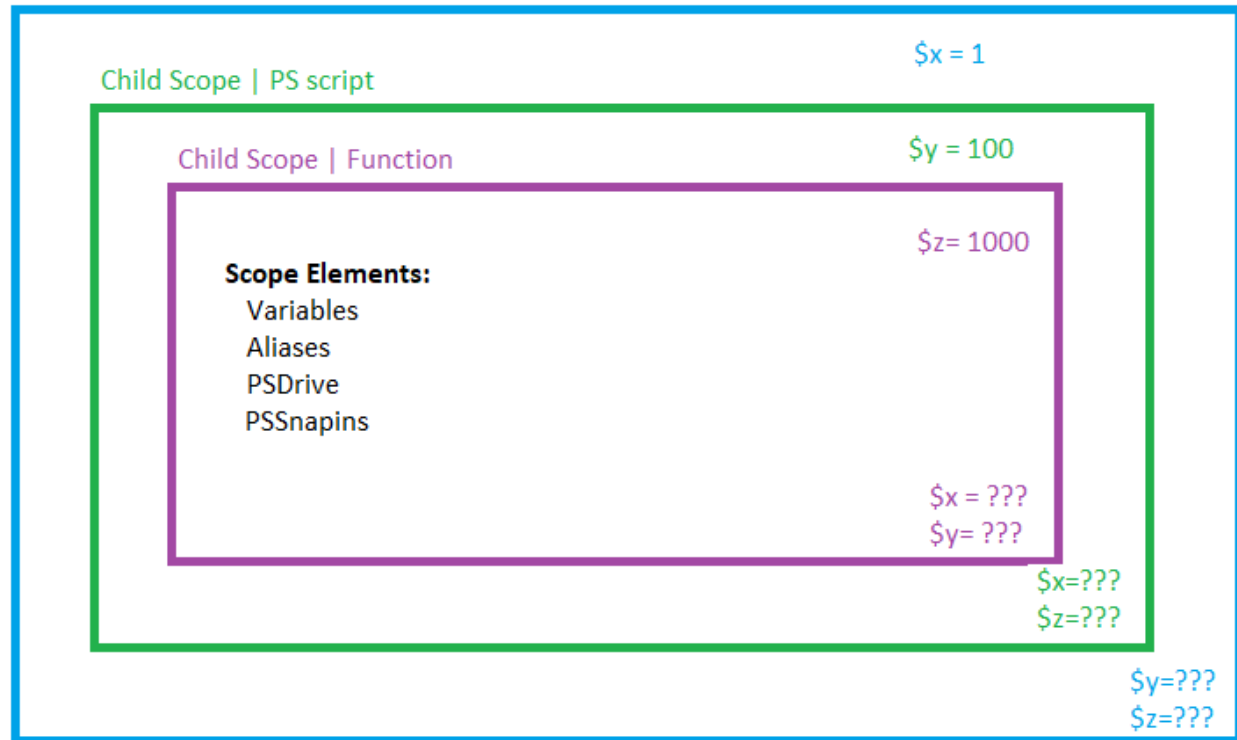 $x = 1
Child Scope | PS script
$y = 100
Child Scope | Function
$z= 1000
Scope Elements:
Variables
Aliases
PSDrive
PSSnapins
$x = ???
$y= ???
$x=???
$z=???
$y=???
$z=???